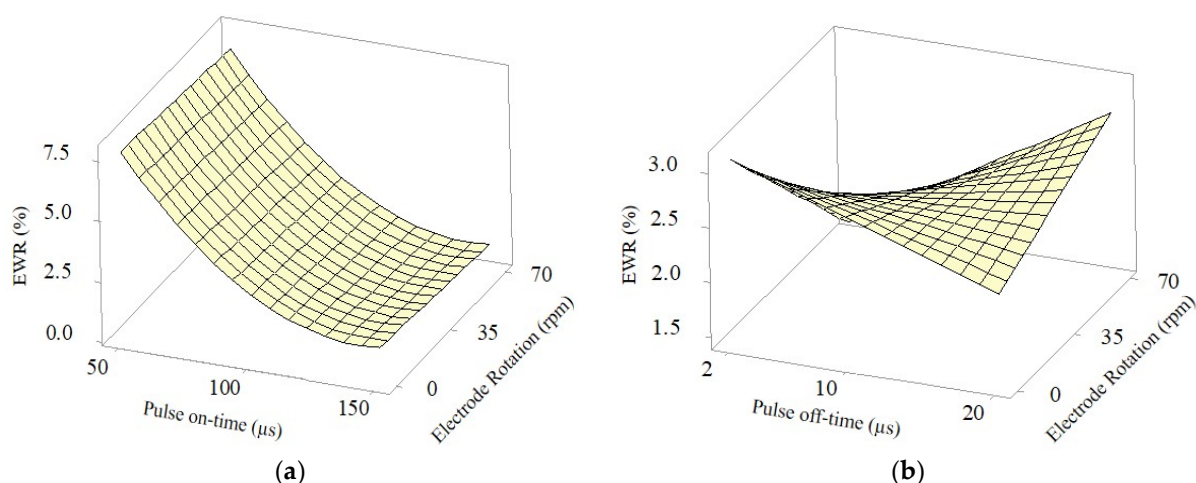 7.5
5.0
2.5
0.0
EWR (%)
50
100
150
Pulse on-time (µs)
0
35
70
Electrode Rotation (rpm)
(a)
3.0
2.5
2.0
1.5
EWR (%)
2
10
20
Pulse off-time (µs)
0
35
70
Electrode Rotation (rpm)
(b)